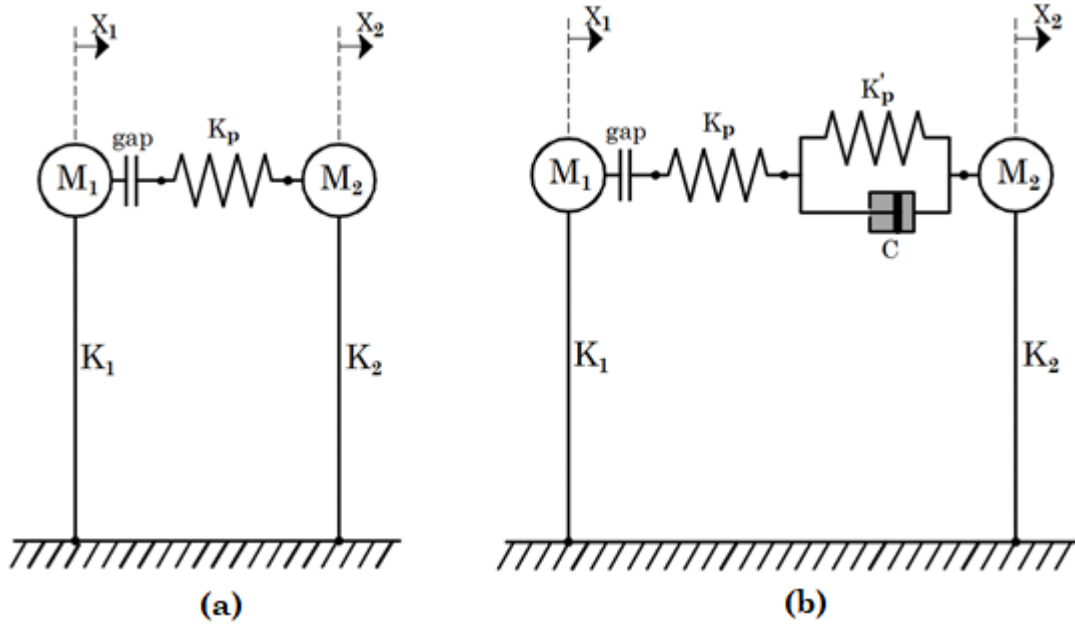 X₁
X₂
gap
Kₚ
M₁
M₂
K₁
K₂
(a)
X₁
X₂
gap
Kₚ
K'ₚ
M₁
M₂
C
K₁
K₂
(b)